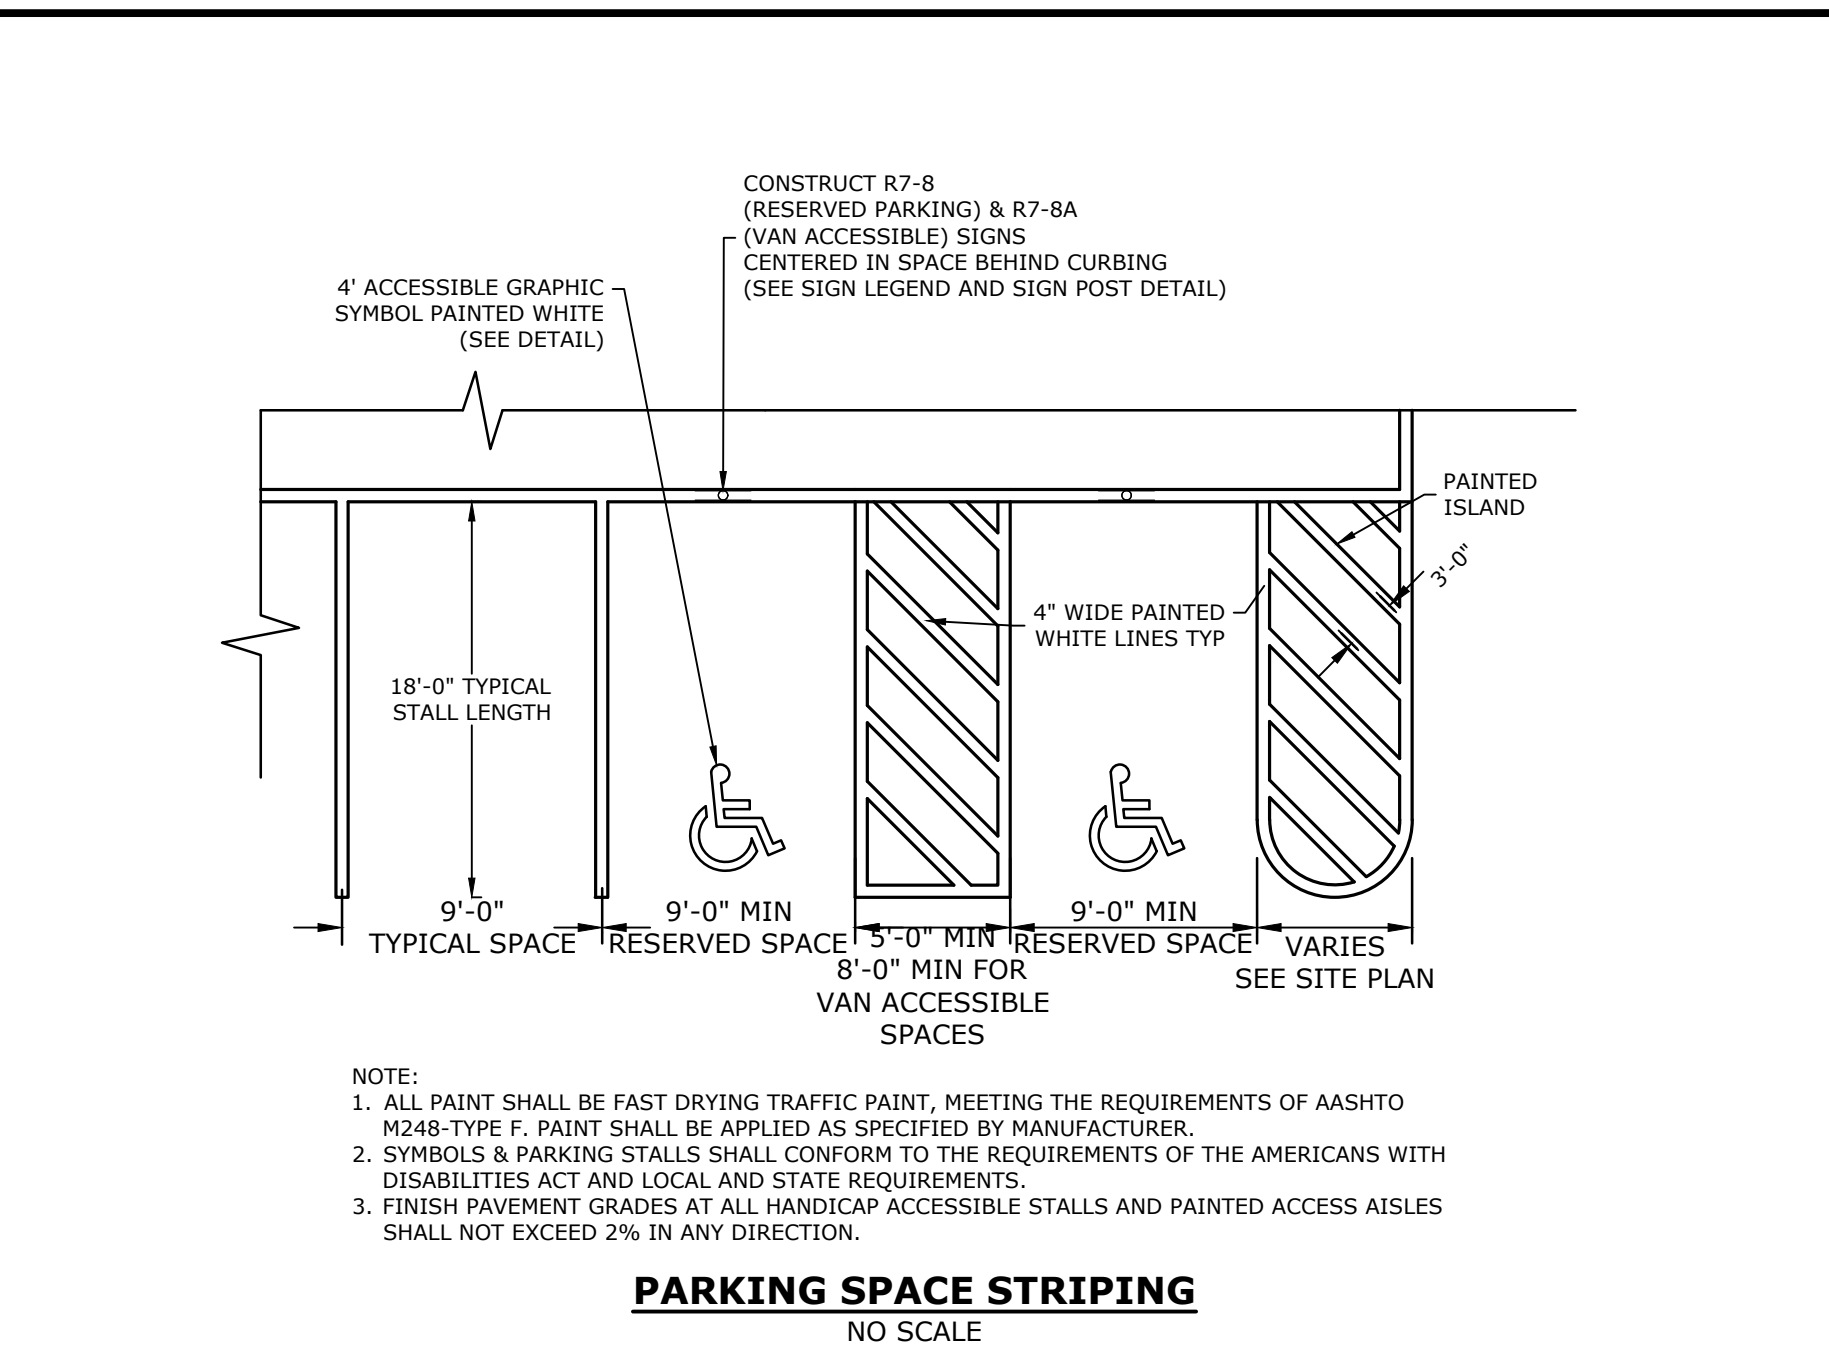 CONSTRUCT R7-8
(RESERVED PARKING) & R7-8A
(VAN ACCESSIBLE) SIGNS
CENTERED IN SPACE BEHIND CURBING
(SEE SIGN LEGEND AND SIGN POST DETAIL)
4' ACCESSIBLE GRAPHIC
SYMBOL PAINTED WHITE
(SEE DETAIL)
PAINTED
ISLAND
3'-0"
4" WIDE PAINTED
WHITE LINES TYP
18'-0" TYPICAL
STALL LENGTH
9'-0"
TYPICAL SPACE
9'-0" MIN
RESERVED SPACE
5'-0" MIN
8'-0" MIN FOR
VAN ACCESSIBLE
SPACES
9'-0" MIN
RESERVED SPACE
VARIES
SEE SITE PLAN
NOTE:
1. ALL PAINT SHALL BE FAST DRYING TRAFFIC PAINT, MEETING THE REQUIREMENTS OF AASHTO
M248-TYPE F. PAINT SHALL BE APPLIED AS SPECIFIED BY MANUFACTURER.
2. SYMBOLS & PARKING STALLS SHALL CONFORM TO THE REQUIREMENTS OF THE AMERICANS WITH
DISABILITIES ACT AND LOCAL AND STATE REQUIREMENTS.
3. FINISH PAVEMENT GRADES AT ALL HANDICAP ACCESSIBLE STALLS AND PAINTED ACCESS AISLES
SHALL NOT EXCEED 2% IN ANY DIRECTION.
PARKING SPACE STRIPING
NO SCALE